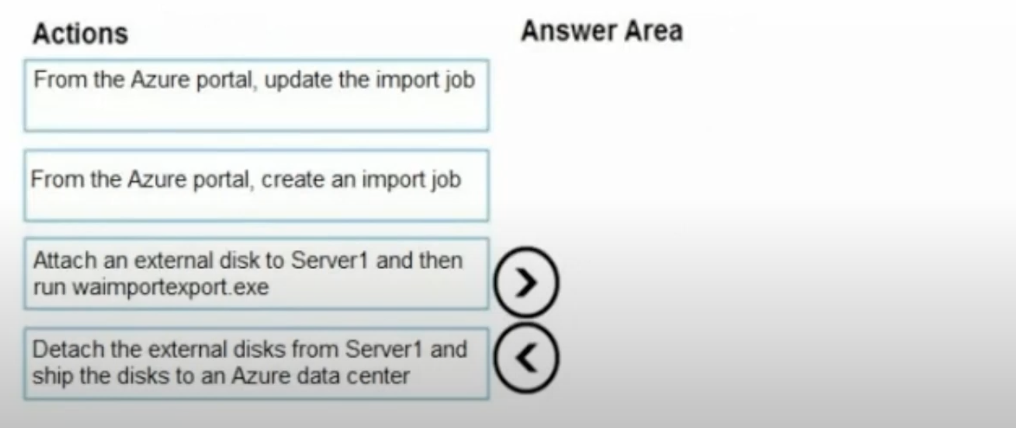 Actions
Answer Area
From the Azure portal, update the import job
From the Azure portal, create an import job
Attach an external disk to Server1 and then
run waimportexport.exe
Detach the external disks from Server1 and
ship the disks to an Azure data center